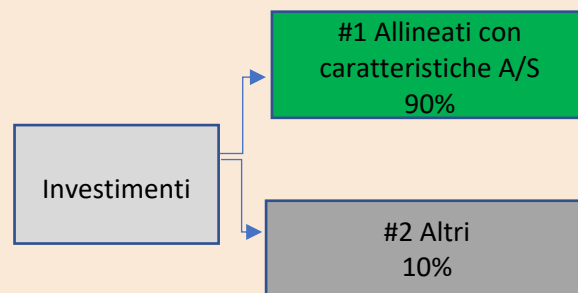 #1 Allineati con
caratteristiche A/S
90%
Investimenti
#2 Altri
10%